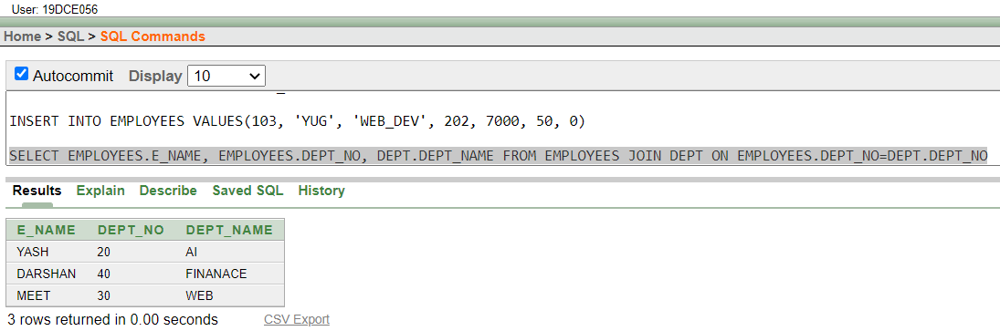 User: 19DCE056
Home > SQL > SQL Commands
Autocommit Display 10
INSERT INTO EMPLOYEES VALUES(103, 'YUG', 'WEB_DEV', 202, 7000, 50, 0)
SELECT EMPLOYEES.E_NAME, EMPLOYEES.DEPT_NO, DEPT.DEPT_NAME FROM EMPLOYEES JOIN DEPT ON EMPLOYEES.DEPT_NO=DEPT.DEPT_NO
Results Explain Describe Saved SQL History
E_NAME DEPT_NO DEPT_NAME
YASH 20 AI
DARSHAN 40 FINANACE
MEET 30 WEB
3 rows returned in 0.00 seconds CSV Export